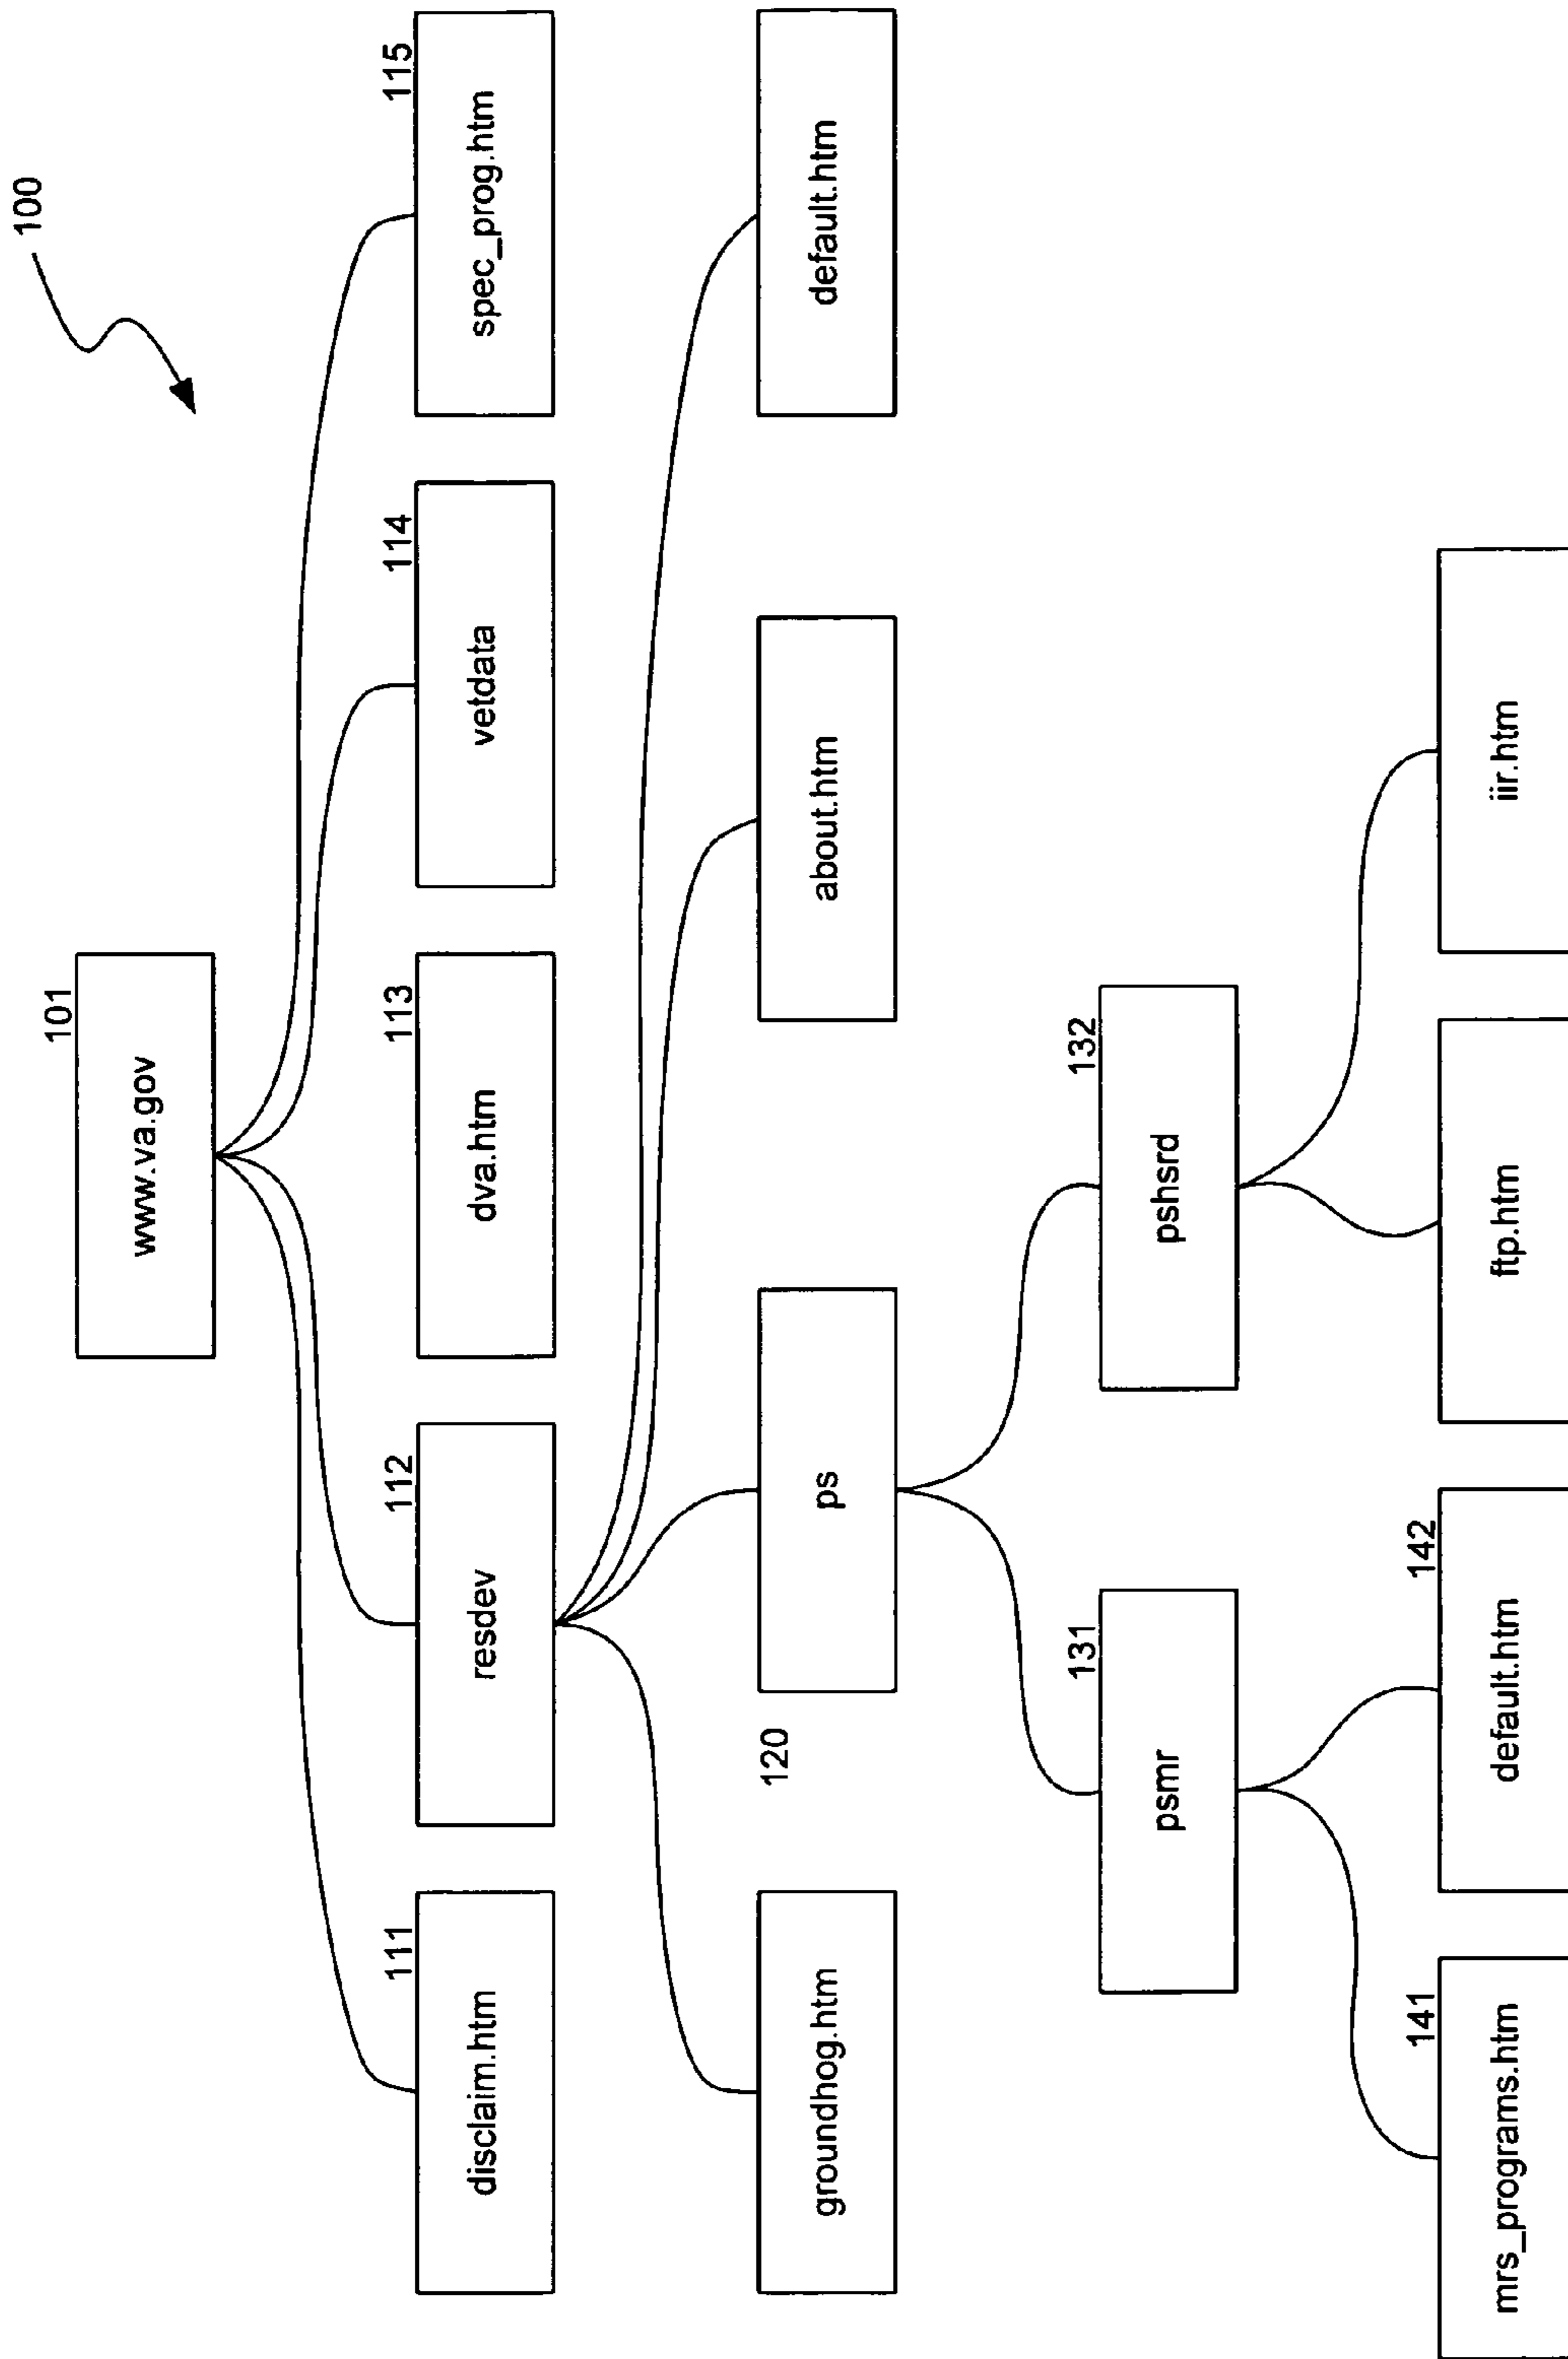 100
101
www.va.gov
111
disclaim.htm
112
resdev
113
dva.htm
114
vetdata
115
spec_prog.htm
groundhog.htm
120
ps
about.htm
default.htm
131
psmr
132
pshsrd
141
mrs_programs.htm
142
default.htm
ftp.htm
iir.htm